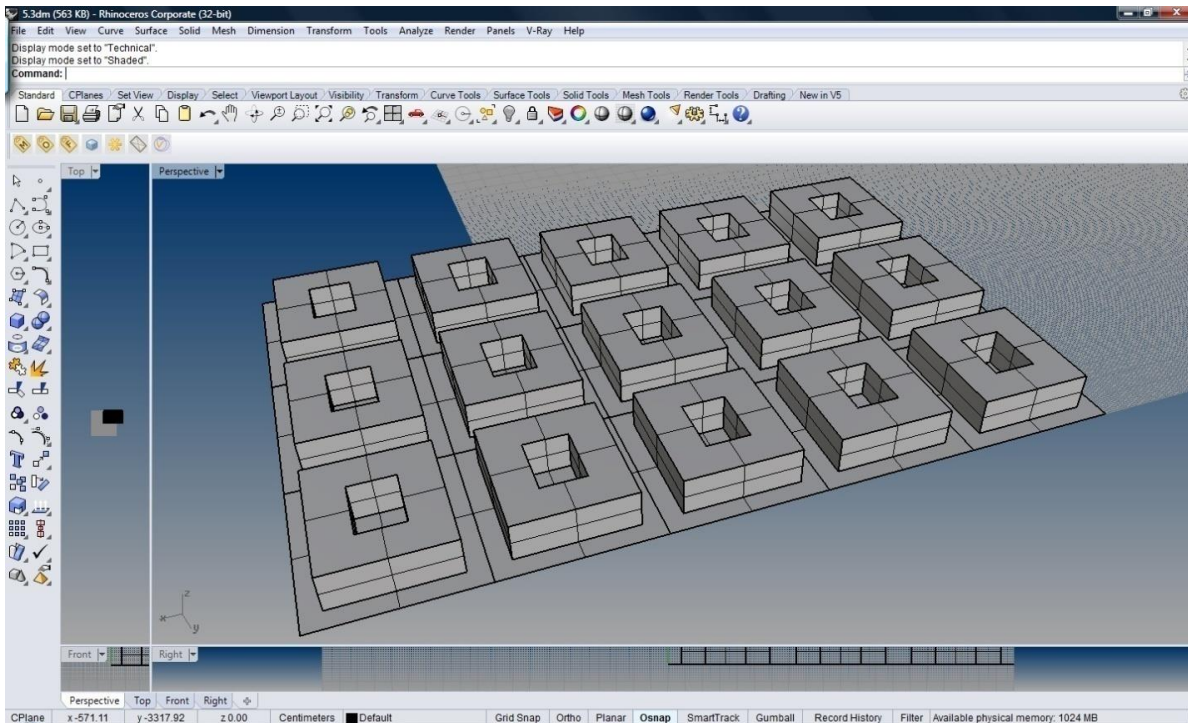 5.3dm (563 KB) - Rhinoceros Corporate (32-bit)
File Edit View Curve Surface Solid Mesh Dimension Transform Tools Analyze Render Panels V-Ray Help
Display mode set to "Technical".
Display mode set to "Shaded".
Command:
Standard CPlanes Set View Display Select Viewport Layout Visibility Transform Curve Tools Surface Tools Solid Tools Mesh Tools Render Tools Drafting New in V5
Top Perspective
z
x
y
Front Right
Perspective Top Front Right
CPlane x -571.11 y -3317.92 z 0.00 Centimeters Default Grid Snap Ortho Planar Osnap SmartTrack Gumball Record History Filter Available physical memory: 1024 MB